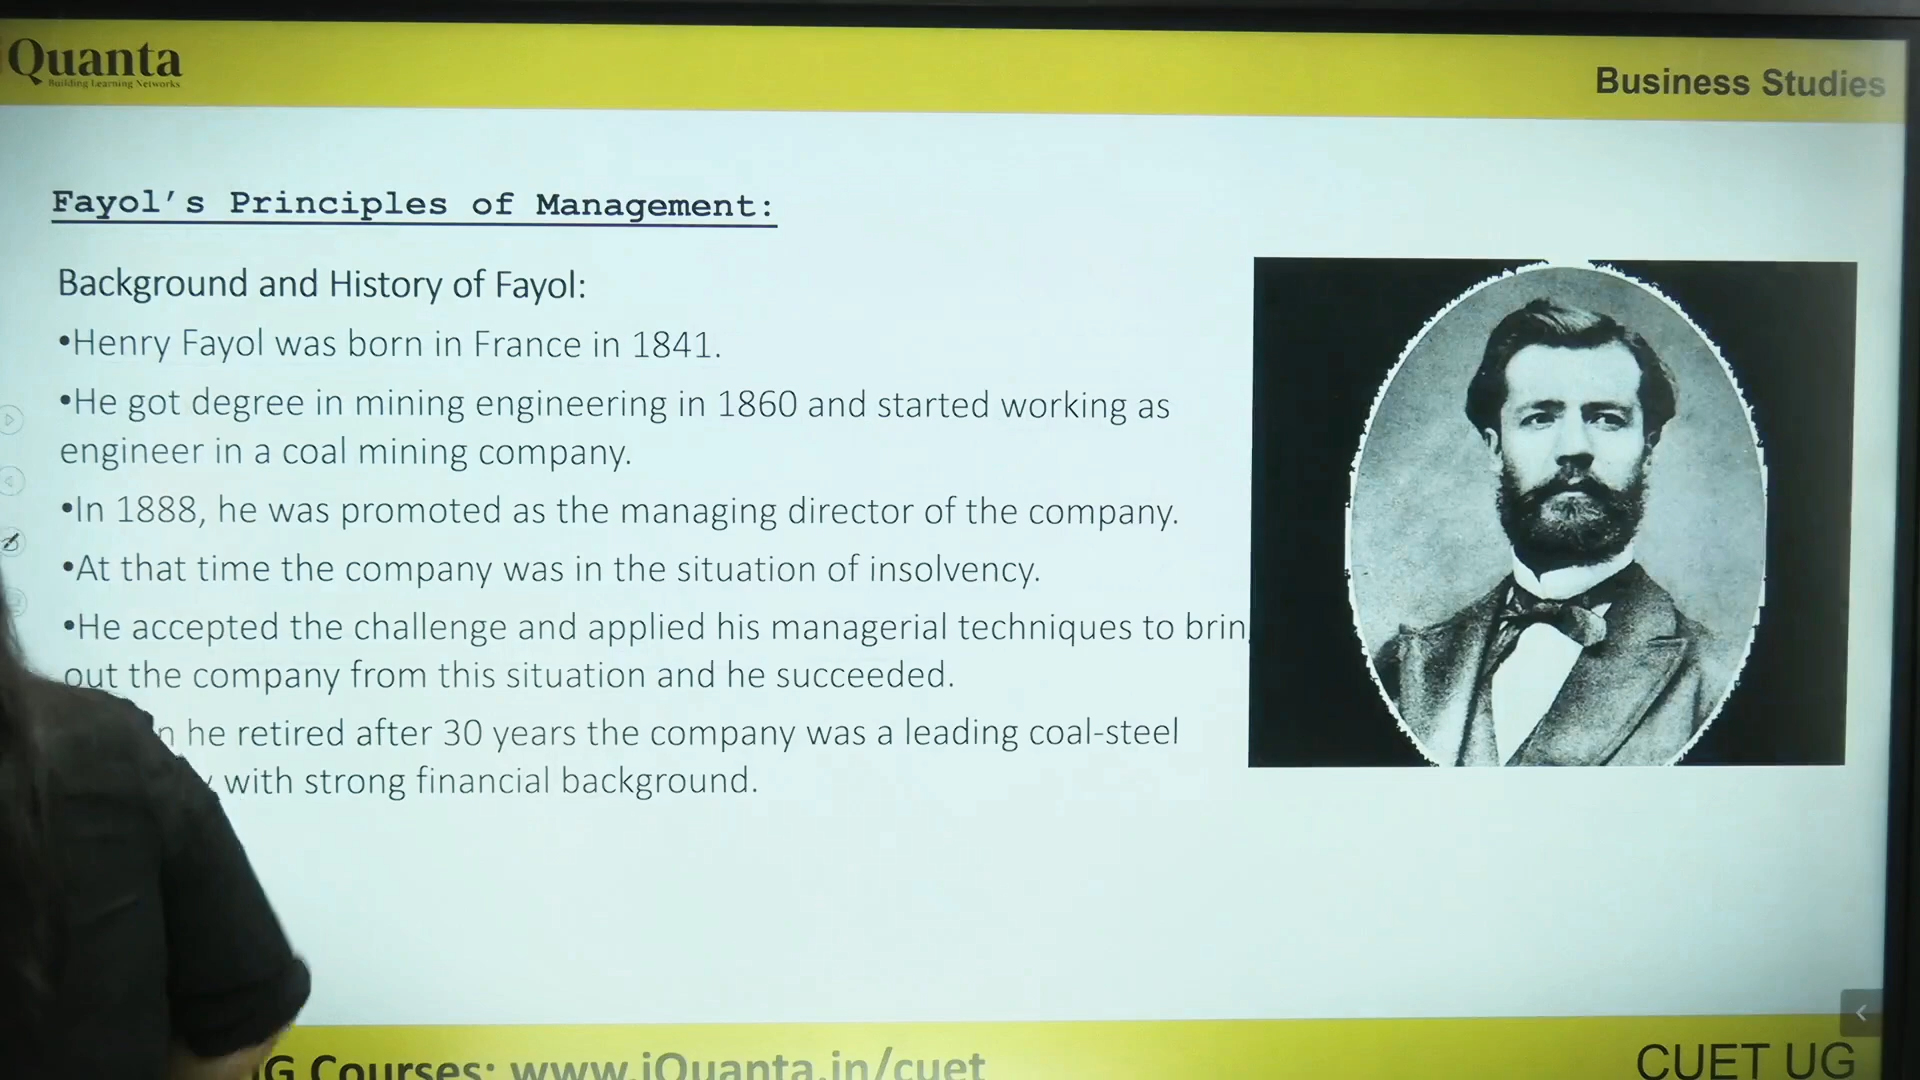 Quanta
Building Learning Networks
Business Studies
Fayol's Principles of Management:
Background and History of Fayol:
•Henry Fayol was born in France in 1841.
•He got degree in mining engineering in 1860 and started working as
engineer in a coal mining company.
•In 1888, he was promoted as the managing director of the company.
•At that time the company was in the situation of insolvency.
•He accepted the challenge and applied his managerial techniques to brin
out the company from this situation and he succeeded.
he retired after 30 years the company was a leading coal-steel
with strong financial background.
G Courses: www.iQuanta.in/cuet
CUET UG